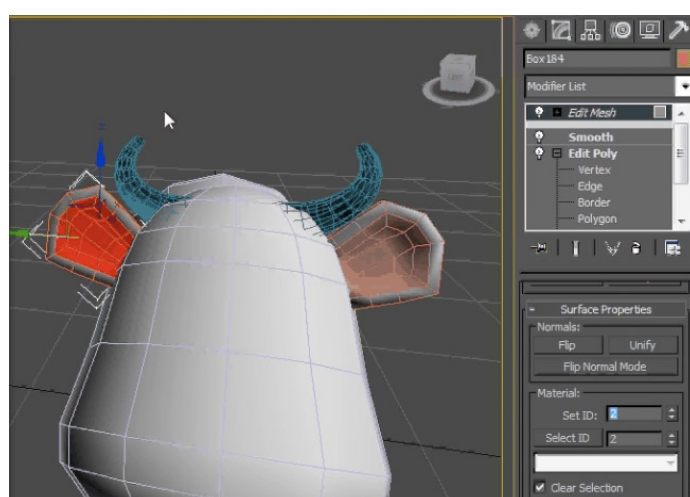 Box184
Modifier List
Edit Mesh
Smooth
Edit Poly
Vertex
Edge
Border
Polygon
- Surface Properties
Normals:
Flip Unify
Flip Normal Mode
Material:
Set ID: 2
Select ID 2
Clear Selection